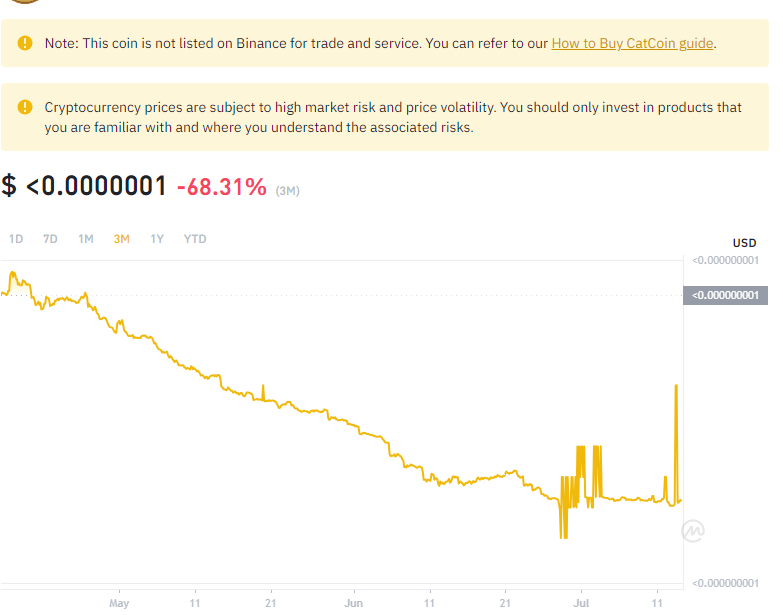 Note: This coin is not listed on Binance for trade and service. You can refer to our How to Buy CatCoin guide.
Cryptocurrency prices are subject to high market risk and price volatility. You should only invest in products that
you are familiar with and where you understand the associated risks.
$ <0.0000001 -68.31% (3M)
1D 7D 1M 3M 1Y YTD
USD
<0.000000001
<0.000000001
<0.000000001
May 11 21 Jun 11 21 Jul 11